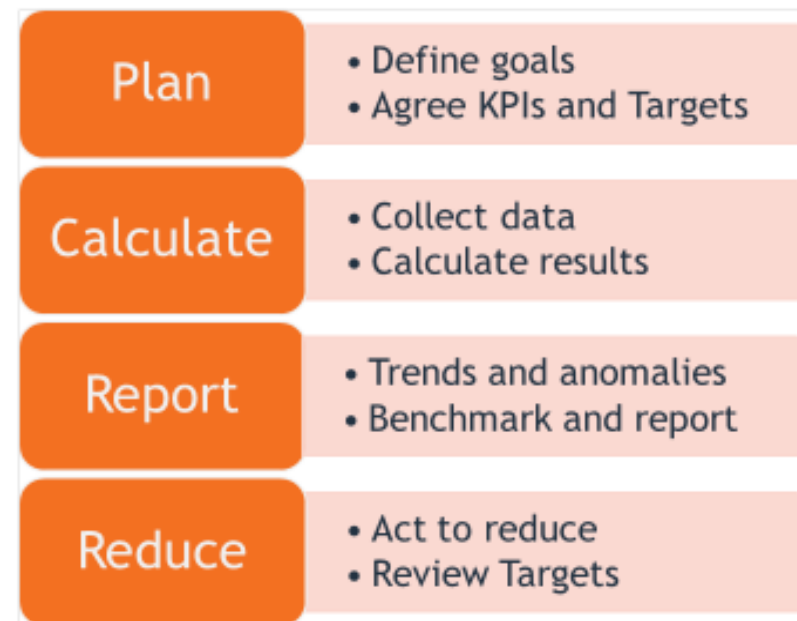 Plan
• Define goals
• Agree KPIs and Targets
Calculate
• Collect data
• Calculate results
Report
• Trends and anomalies
• Benchmark and report
Reduce
• Act to reduce
• Review Targets